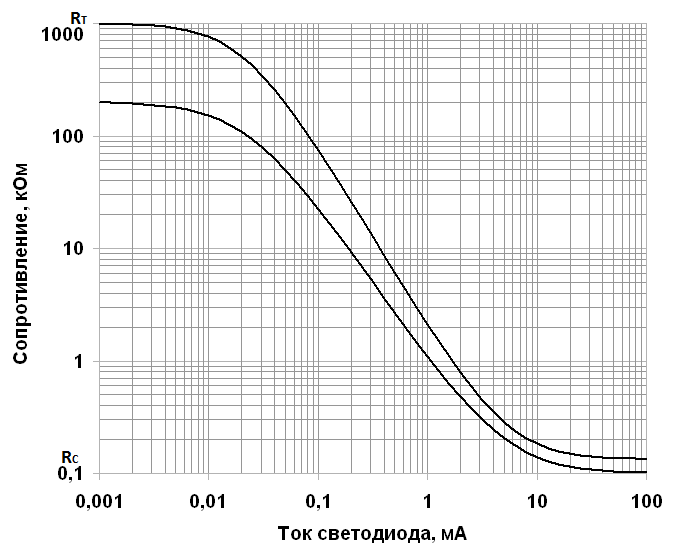 Rт
1000
100
10
1
Rс
0,1
0,001
0,01
0,1
1
10
100
Сопротивление, кОм
Ток светодиода, мА